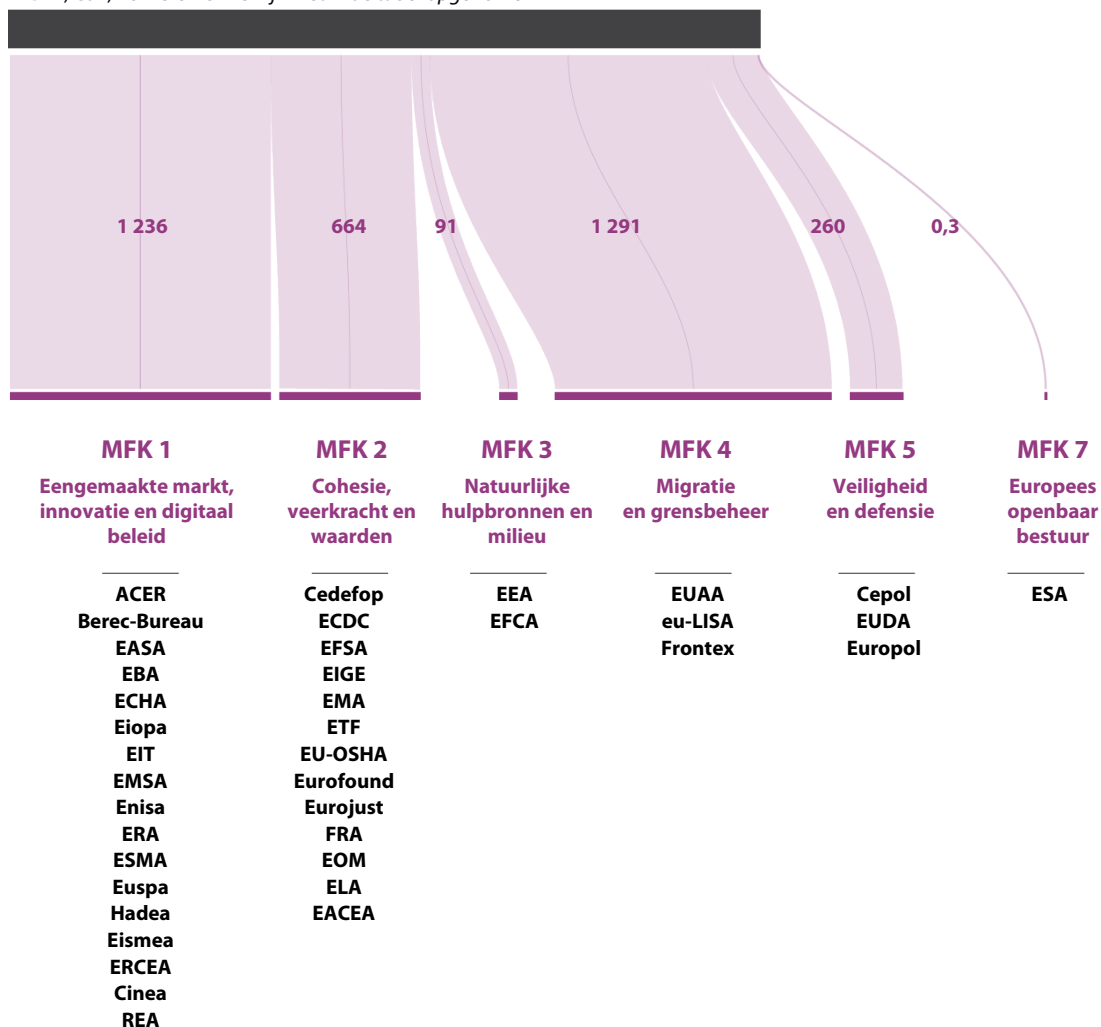 1 236
664
91
1 291
260
0,3
MFK 1
Eengemaakte markt,
innovatie en digitaal
beleid
ACER
Berec-Bureau
EASA
EBA
ECHA
Eiopa
EIT
EMSA
Enisa
ERA
ESMA
Euspa
Hadea
Eismea
ERCEA
Cinea
REA
MFK 2
Cohesie,
veerkracht en
waarden
Cedefop
ECDC
EFSA
EIGE
EMA
ETF
EU-OSHA
Eurofound
Eurojust
FRA
EOM
ELA
EACEA
MFK 3
Natuurlijke
hulpbronnen en
milieu
EEA
EFCA
MFK 4
Migratie
en grensbeheer
EUAA
eu-LISA
Frontex
MFK 5
Veiligheid
en defensie
Cepol
EUDA
Europol
MFK 7
Europees
openbaar
bestuur
ESA